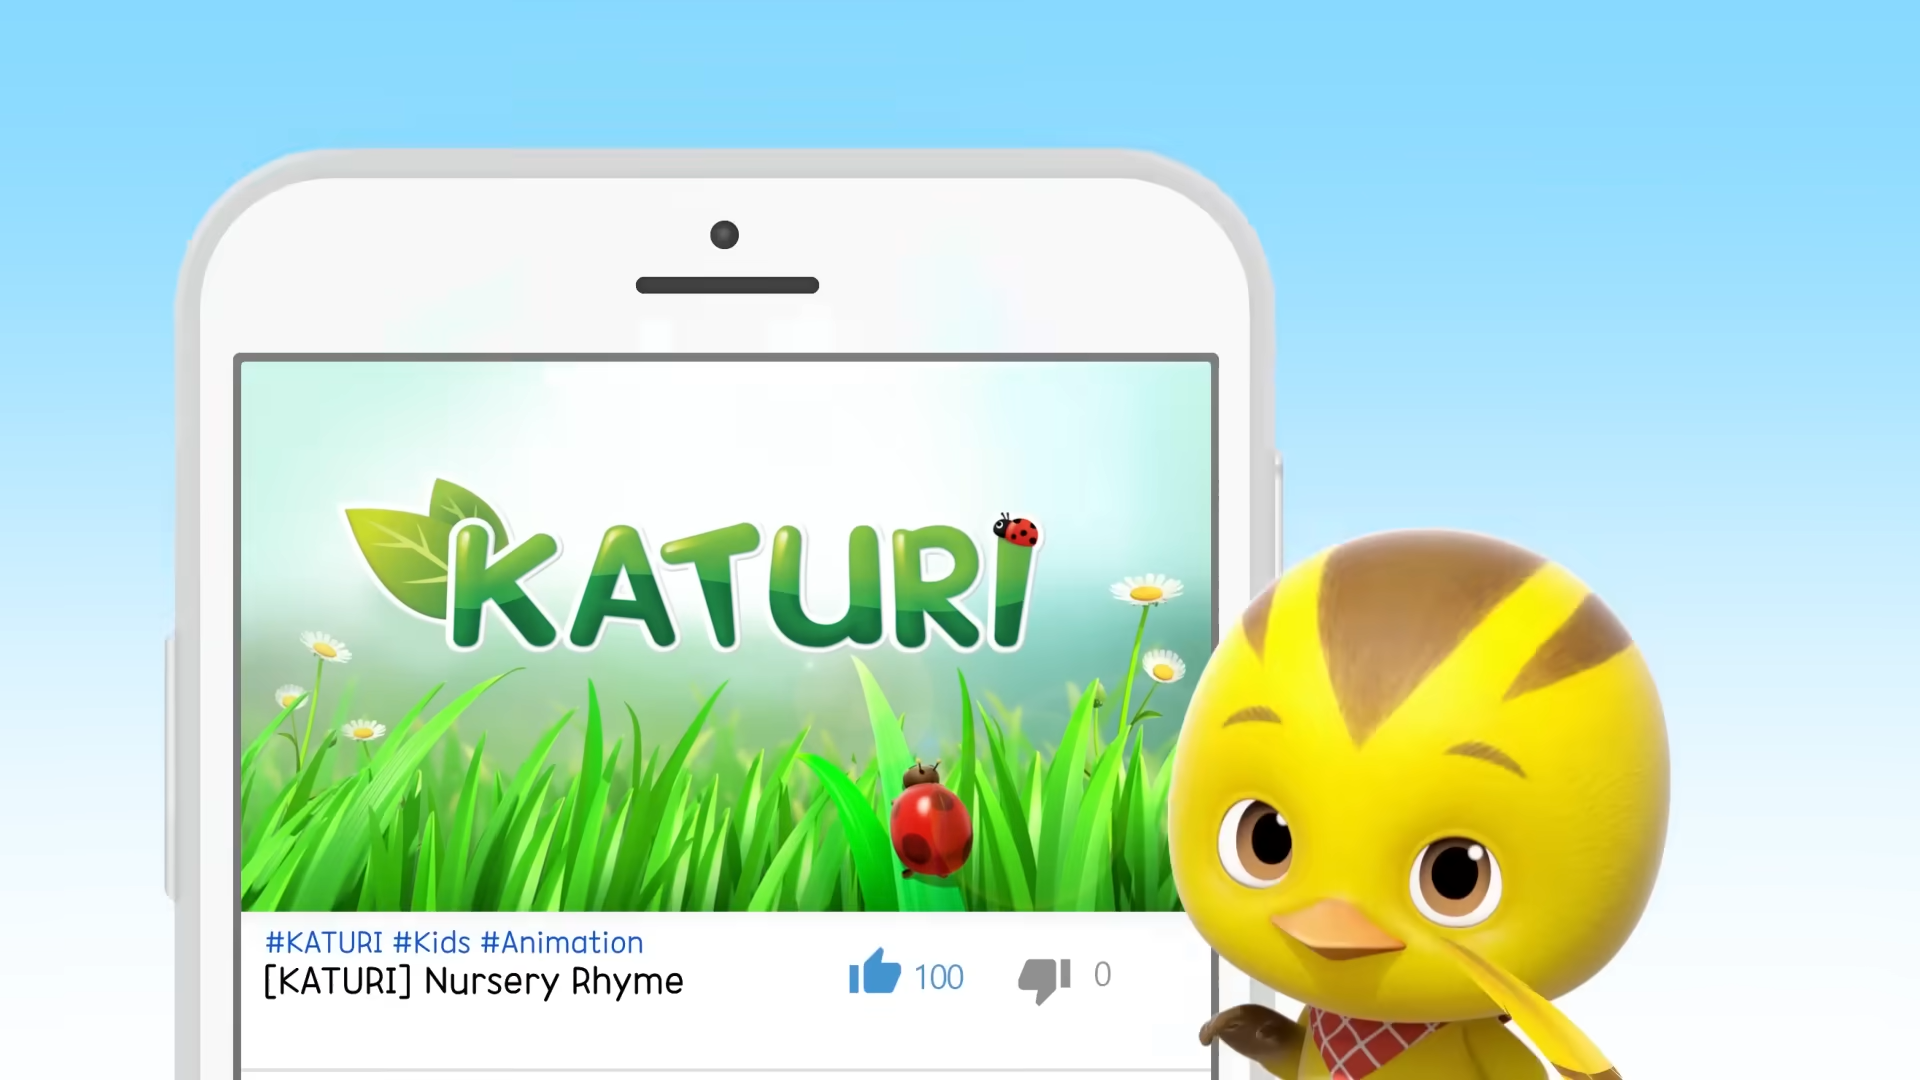 KATURI
#KATURI #Kids #Animation
[KATURI] Nursery Rhyme
100
0